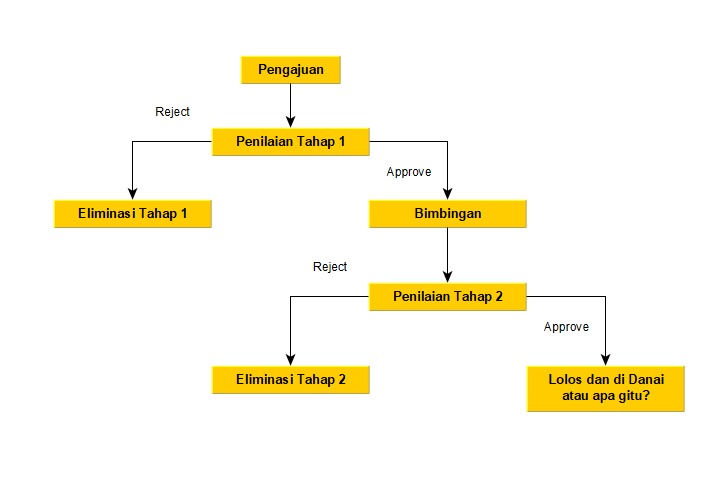 Pengajuan
Reject
Penilaian Tahap 1
Approve
Eliminasi Tahap 1
Bimbingan
Reject
Penilaian Tahap 2
Approve
Eliminasi Tahap 2
Lolos dan di Danai
atau apa gitu?